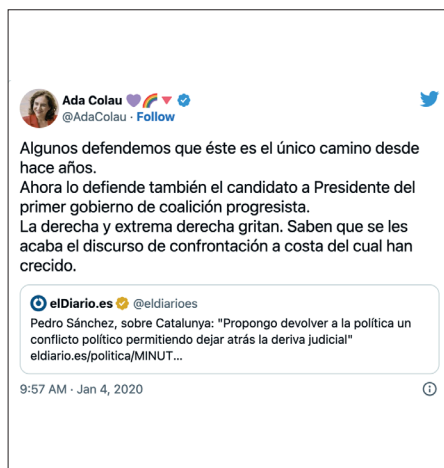 Ada Colau 💜🌈🔻
@AdaColau · Follow
Algunos defendemos que éste es el único camino desde
hace años.
Ahora lo defiende también el candidato a Presidente del
primer gobierno de coalición progresista.
La derecha y extrema derecha gritan. Saben que se les
acaba el discurso de confrontación a costa del cual han
crecido.
elDiario.es @eldiarioes
Pedro Sánchez, sobre Catalunya: "Propongo devolver a la política un
conflicto político permitiendo dejar atrás la deriva judicial"
eldiario.es/politica/MINUT...
9:57 AM · Jan 4, 2020